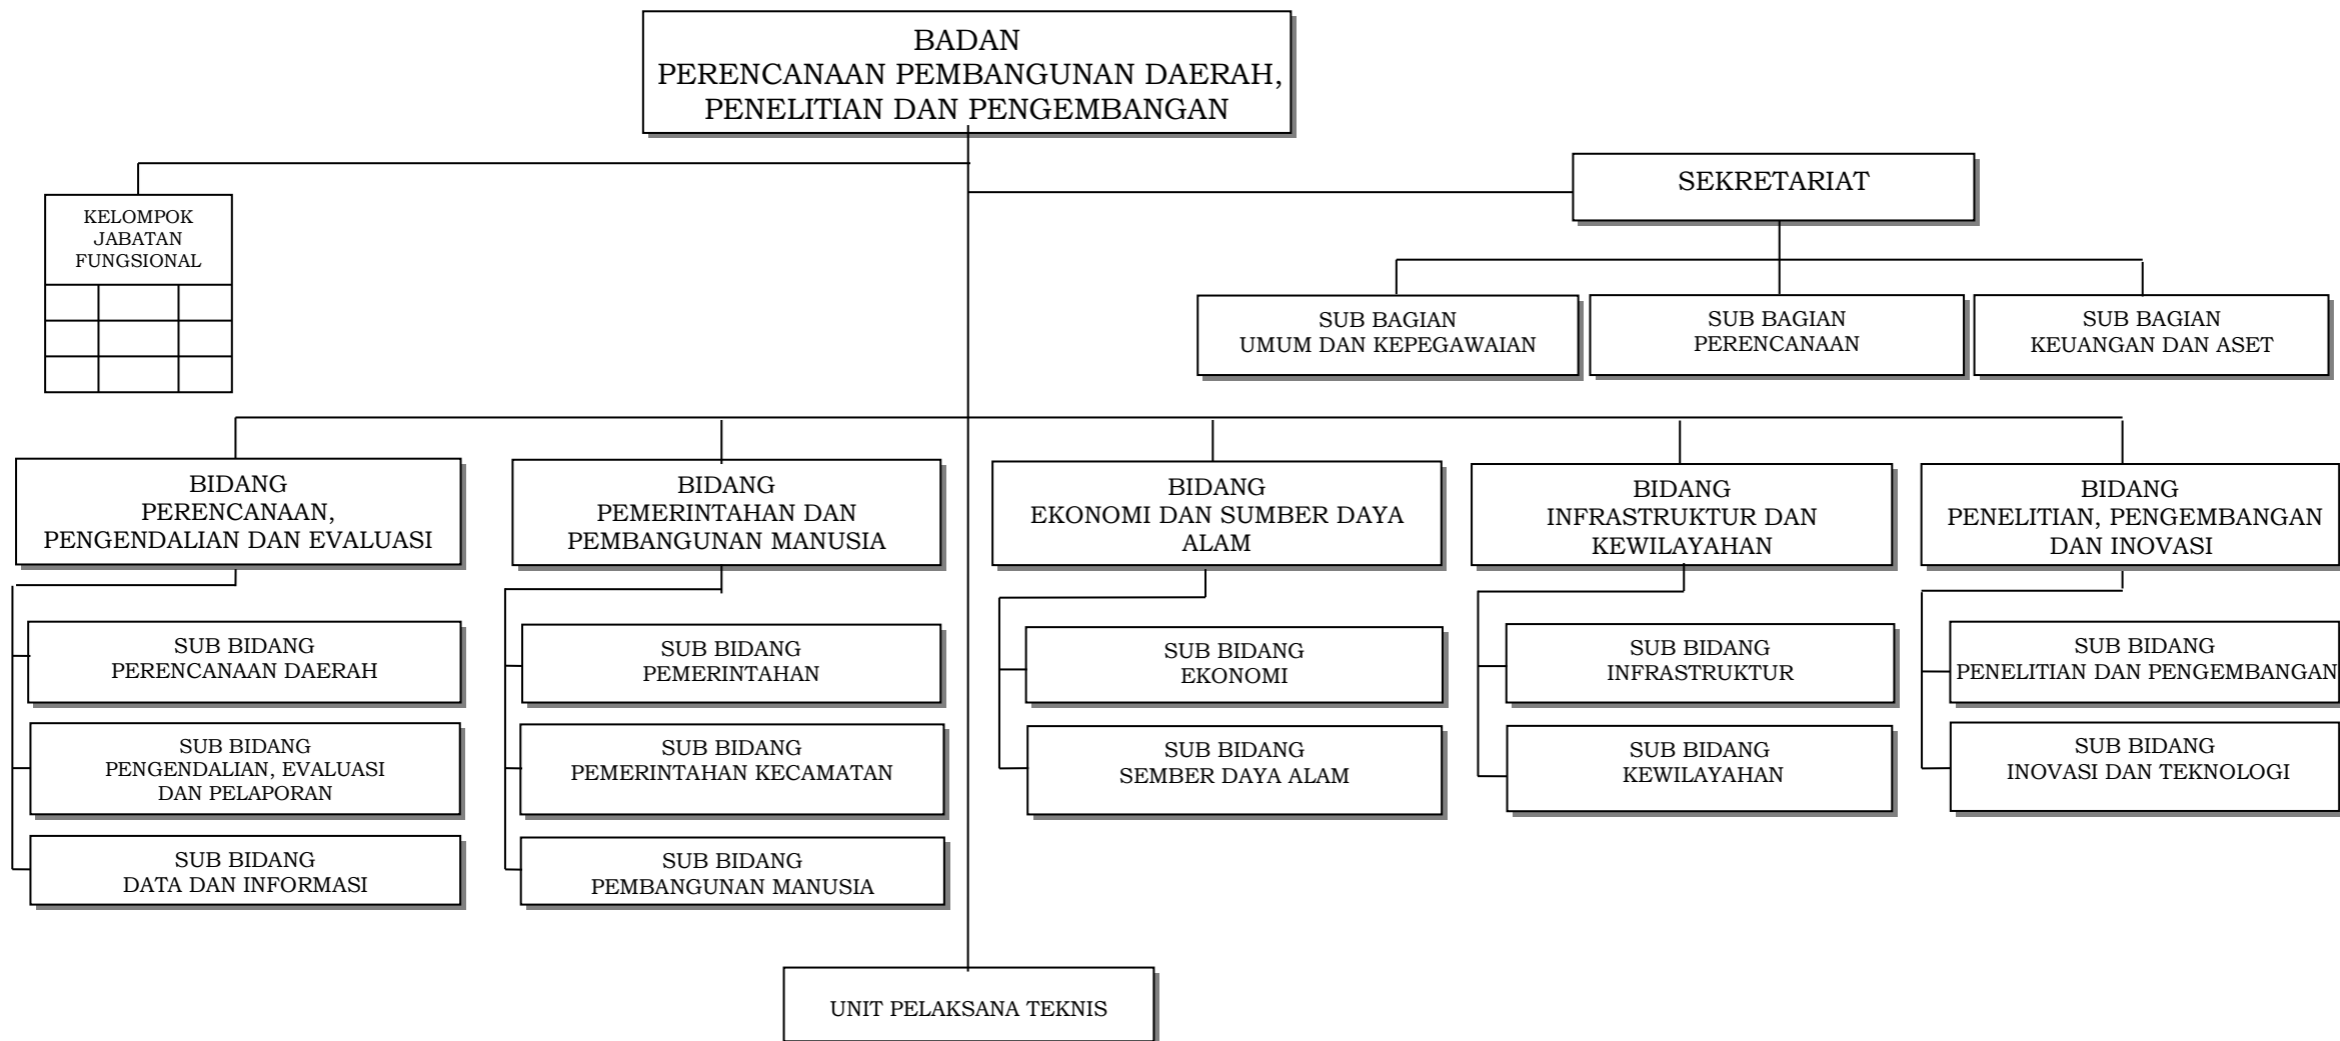 BADAN
PERENCANAAN PEMBANGUNAN DAERAH,
PENELITIAN DAN PENGEMBANGAN
SEKRETARIAT
KELOMPOK
JABATAN
FUNGSIONAL
SUB BAGIAN
UMUM DAN KEPEGAWAIAN
SUB BAGIAN
PERENCANAAN
SUB BAGIAN
KEUANGAN DAN ASET
BIDANG
PERENCANAAN,
PENGENDALIAN DAN EVALUASI
BIDANG
PEMERINTAHAN DAN
PEMBANGUNAN MANUSIA
BIDANG
EKONOMI DAN SUMBER DAYA
ALAM
BIDANG
INFRASTRUKTUR DAN
KEWILAYAHAN
BIDANG
PENELITIAN, PENGEMBANGAN
DAN INOVASI
SUB BIDANG
PERENCANAAN DAERAH
SUB BIDANG
PEMERINTAHAN
SUB BIDANG
EKONOMI
SUB BIDANG
INFRASTRUKTUR
SUB BIDANG
PENELITIAN DAN PENGEMBANGAN
SUB BIDANG
PENGENDALIAN, EVALUASI
DAN PELAPORAN
SUB BIDANG
PEMERINTAHAN KECAMATAN
SUB BIDANG
SEMBER DAYA ALAM
SUB BIDANG
KEWILAYAHAN
SUB BIDANG
INOVASI DAN TEKNOLOGI
SUB BIDANG
DATA DAN INFORMASI
SUB BIDANG
PEMBANGUNAN MANUSIA
UNIT PELAKSANA TEKNIS